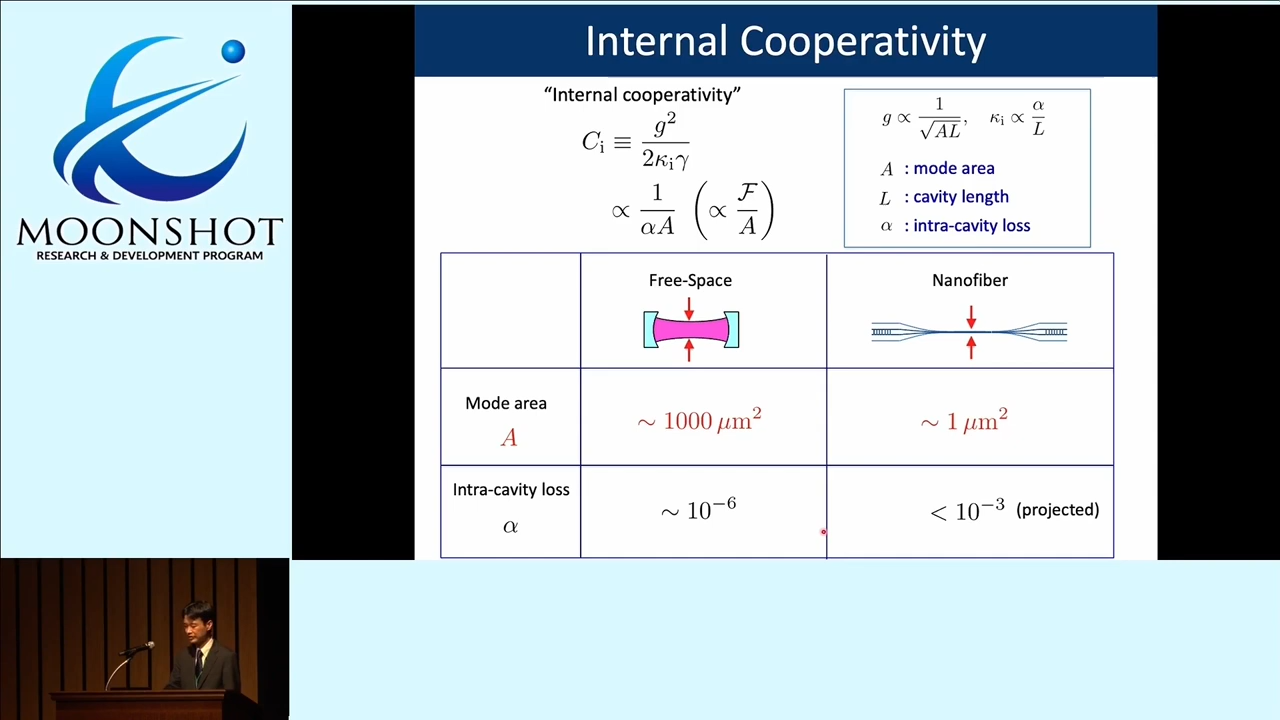 MOONSHOT
RESEARCH & DEVELOPMENT PROGRAM
Internal Cooperativity
“Internal cooperativity”
C_i ≡ g² / 2κ_iγ
∝ 1 / αA (∝ ℱ / A)
g ∝ 1 / √AL, κ_i ∝ α / L
A : mode area
L : cavity length
α : intra-cavity loss
Free-Space
Nanofiber
Mode area
A
∼ 1000 μm²
∼ 1 μm²
Intra-cavity loss
α
∼ 10⁻⁶
< 10⁻³ (projected)